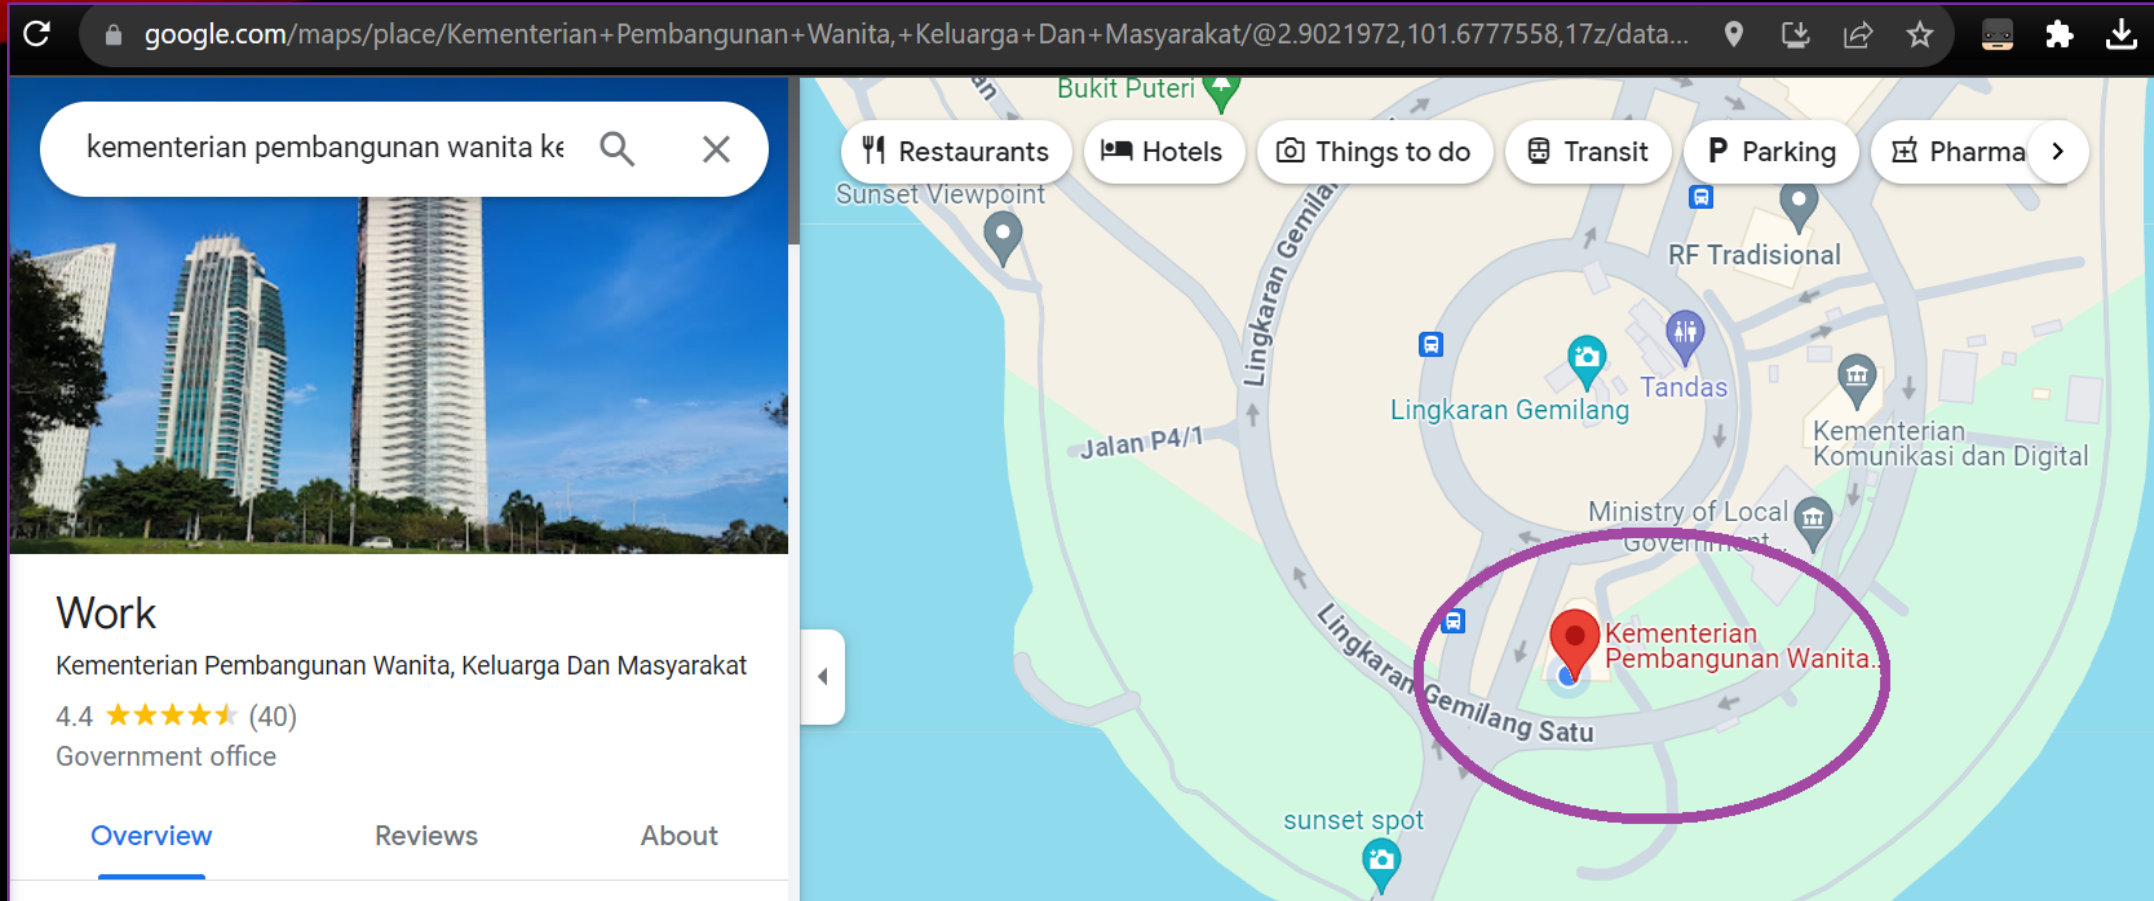 google.com/maps/place/Kementerian+Pembangunan+Wanita,+Keluarga+Dan+Masyarakat/@2.9021972,101.6777558,17z/data...
kementerian pembangunan wanita ke
Work
Kementerian Pembangunan Wanita, Keluarga Dan Masyarakat
4.4 (40)
Government office
Overview Reviews About
Bukit Puteri
Restaurants
Hotels
Things to do
Transit
P Parking
Pharma
Sunset Viewpoint
Lingkaran Gemila
RF Tradisional
Tandas
Lingkaran Gemilang
Jalan P4/1
Kementerian
Komunikasi dan Digital
Ministry of Local
Government...
Kementerian
Pembangunan Wanita...
Lingkaran Gemilang Satu
sunset spot